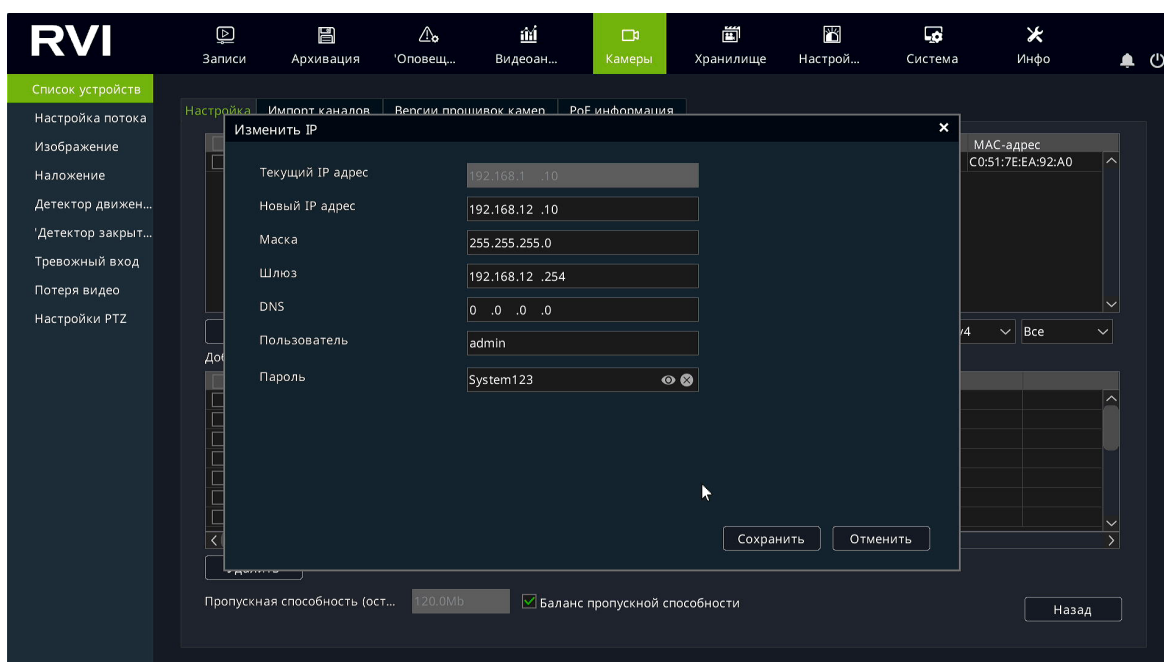 RVI
Записи
Архивация
'Оповещ...
Видеоан...
Камеры
Хранилище
Настрой...
Система
Инфо
Список устройств
Настройка потока
Изображение
Наложение
Детектор движен...
'Детектор закрыт...
Тревожный вход
Потеря видео
Настройки PTZ
Настройка
Импорт каналов
Версии прошивок камер
PoE информация
Изменить IP
MAC-адрес
C0:51:7E:EA:92:A0
Текущий IP адрес 192.168.1 .10
Новый IP адрес 192.168.12 .10
Маска 255.255.255.0
Шлюз 192.168.12 .254
DNS 0 .0 .0 .0
Пользователь admin
Пароль System123
Все
Сохранить
Отменить
Удалить
Пропускная способность (ост... 120.0Mb
Баланс пропускной способности
Назад